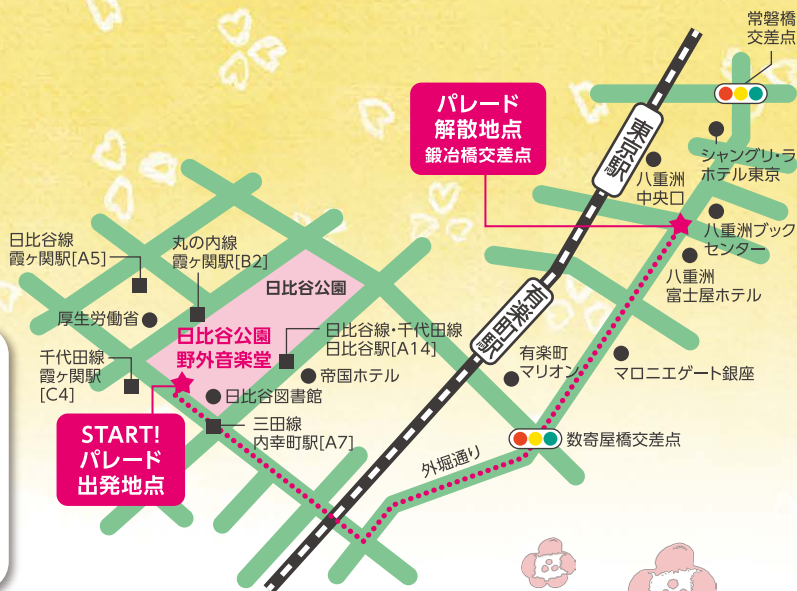 常磐橋
交差点
パレード
解散地点
鍛冶橋交差点
東京駅
八重洲
中央口
シャングリ・ラ
ホテル東京
八重洲ブック
センター
八重洲
富士屋ホテル
日比谷線
霞ヶ関駅[A5]
丸の内線
霞ヶ関駅[B2]
日比谷公園
厚生労働省
日比谷公園
野外音楽堂
日比谷線・千代田線
日比谷駅[A14]
有楽町駅
千代田線
霞ヶ関駅
[C4]
帝国ホテル
有楽町
マリオン
マロニエゲート銀座
日比谷図書館
START!
パレード
出発地点
三田線
内幸町駅[A7]
外堀通り
数寄屋橋交差点